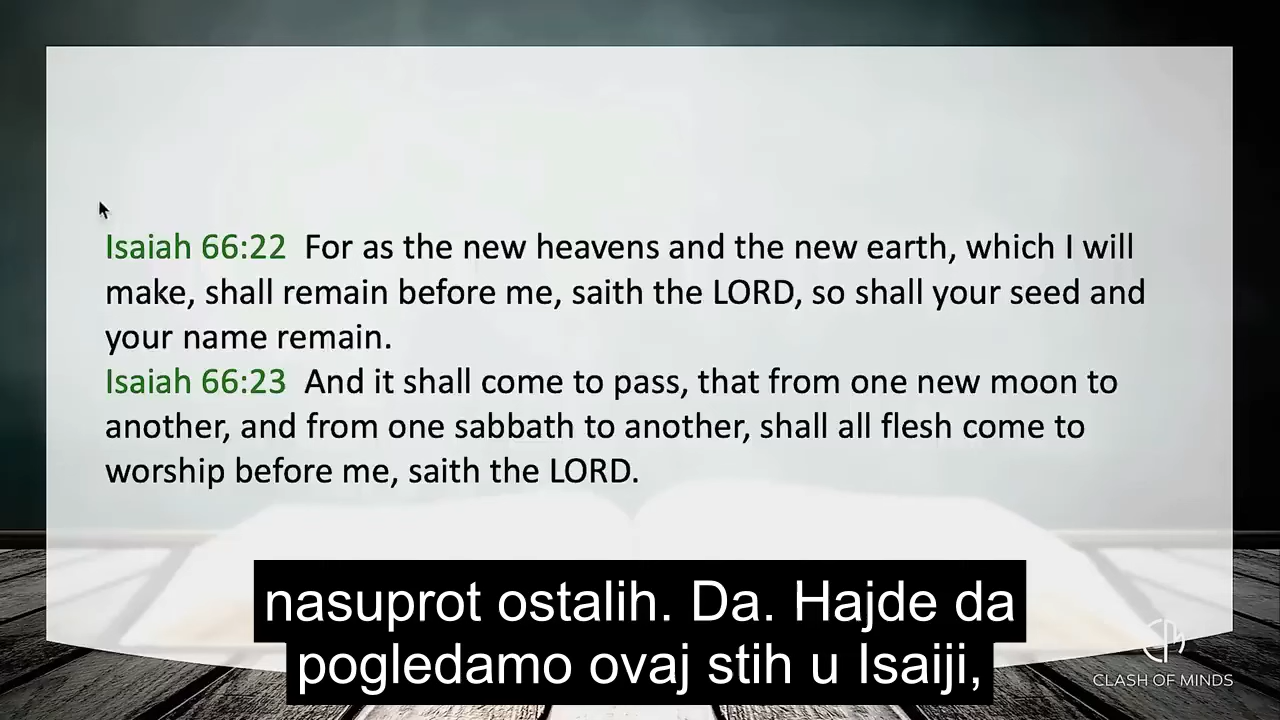 Isaiah 66:22 For as the new heavens and the new earth, which I will
make, shall remain before me, saith the LORD, so shall your seed and
your name remain.
Isaiah 66:23 And it shall come to pass, that from one new moon to
another, and from one sabbath to another, shall all flesh come to
worship before me, saith the LORD.
nasuprot ostalih. Da. Hajde da
pogledamo ovaj stih u Isaiji,
CLASH OF MINDS